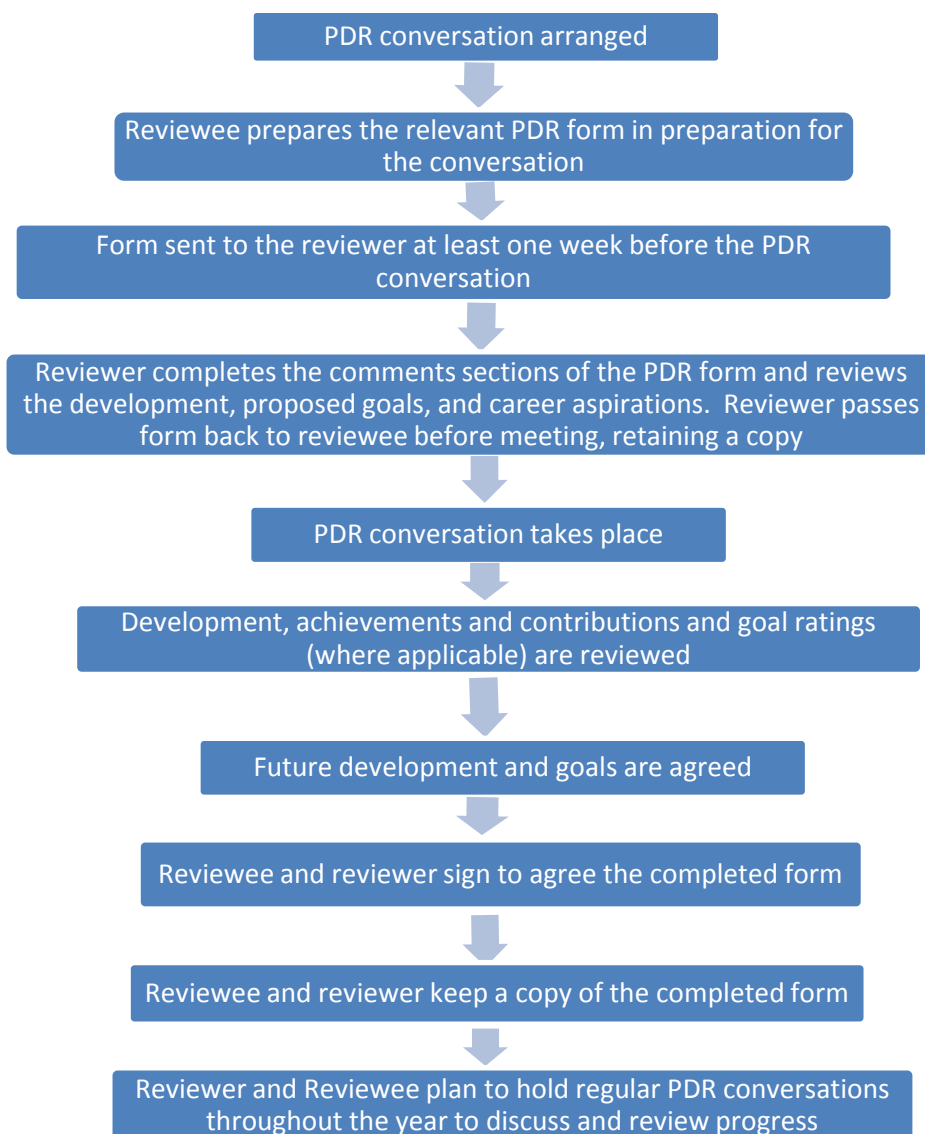 PDR conversation arranged
Reviewee prepares the relevant PDR form in preparation for
the conversation
Form sent to the reviewer at least one week before the PDR
conversation
Reviewer completes the comments sections of the PDR form and reviews
the development, proposed goals, and career aspirations.  Reviewer passes
form back to reviewee before meeting, retaining a copy
PDR conversation takes place
Development, achievements and contributions and goal ratings
(where applicable) are reviewed
Future development and goals are agreed
Reviewee and reviewer sign to agree the completed form
Reviewee and reviewer keep a copy of the completed form
Reviewer and Reviewee plan to hold regular PDR conversations
throughout the year to discuss and review progress